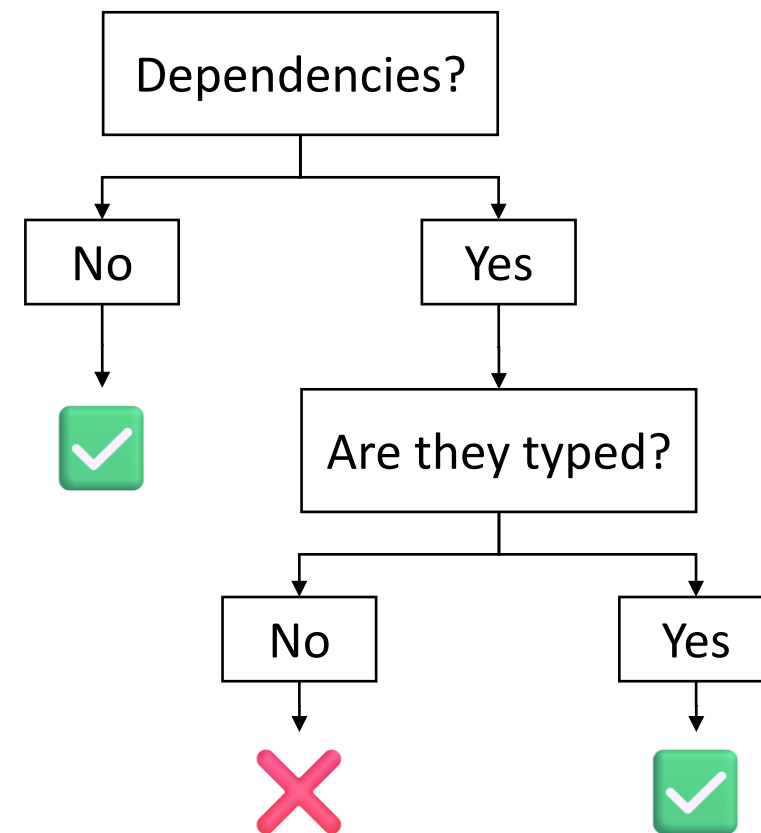 Dependencies?
No
Yes
Are they typed?
No
Yes